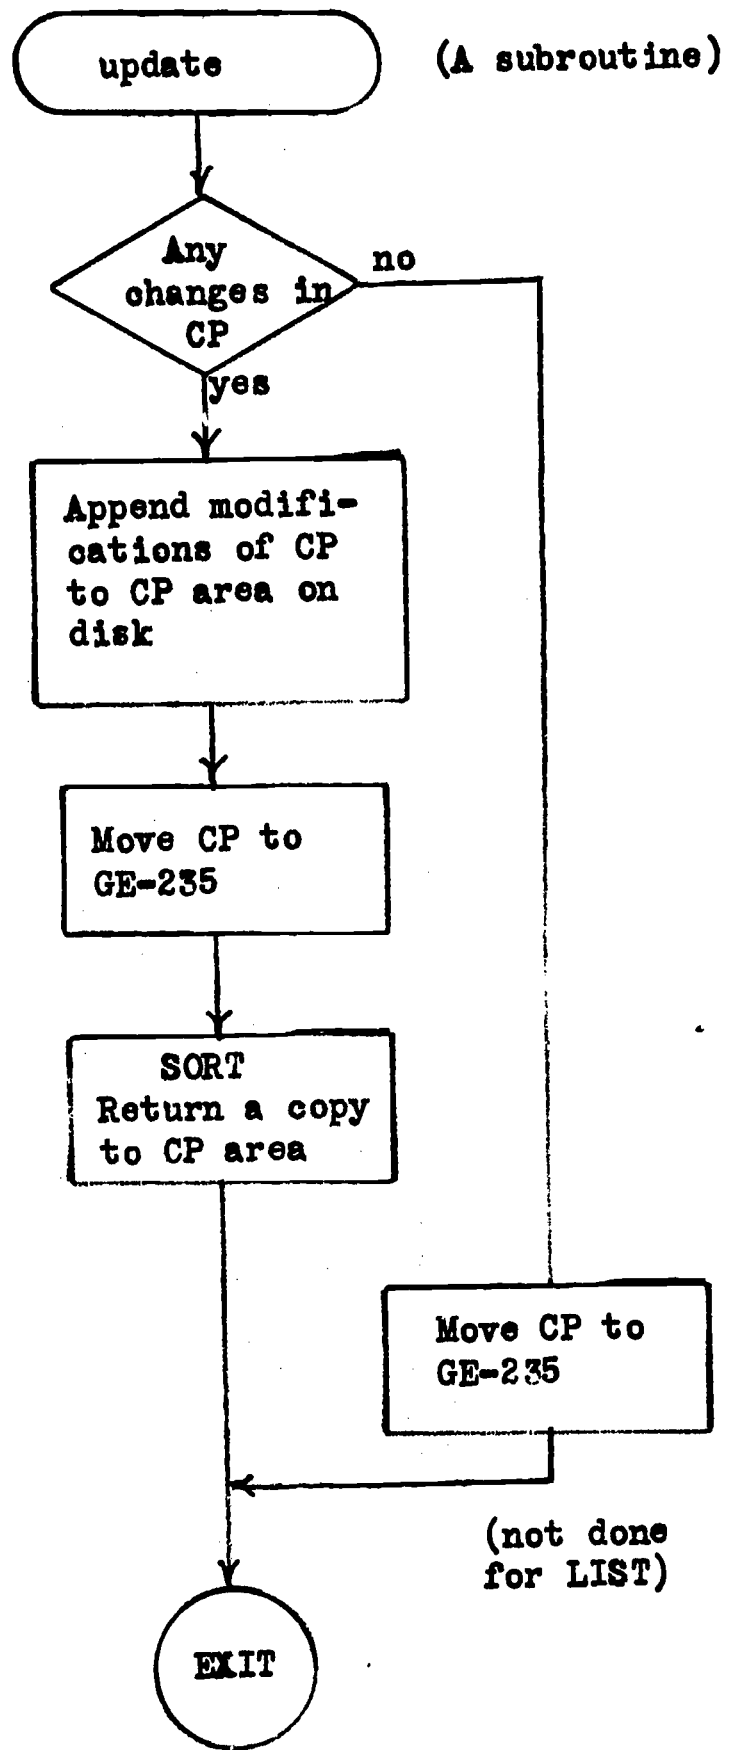 update
(A subroutine)
Any
changes in
CP
no
yes
Append modifi-
cations of CP
to CP area on
disk
Move CP to
GE-235
SORT
Return a copy
to CP area
Move CP to
GE-235
(not done
for LIST)
EXIT